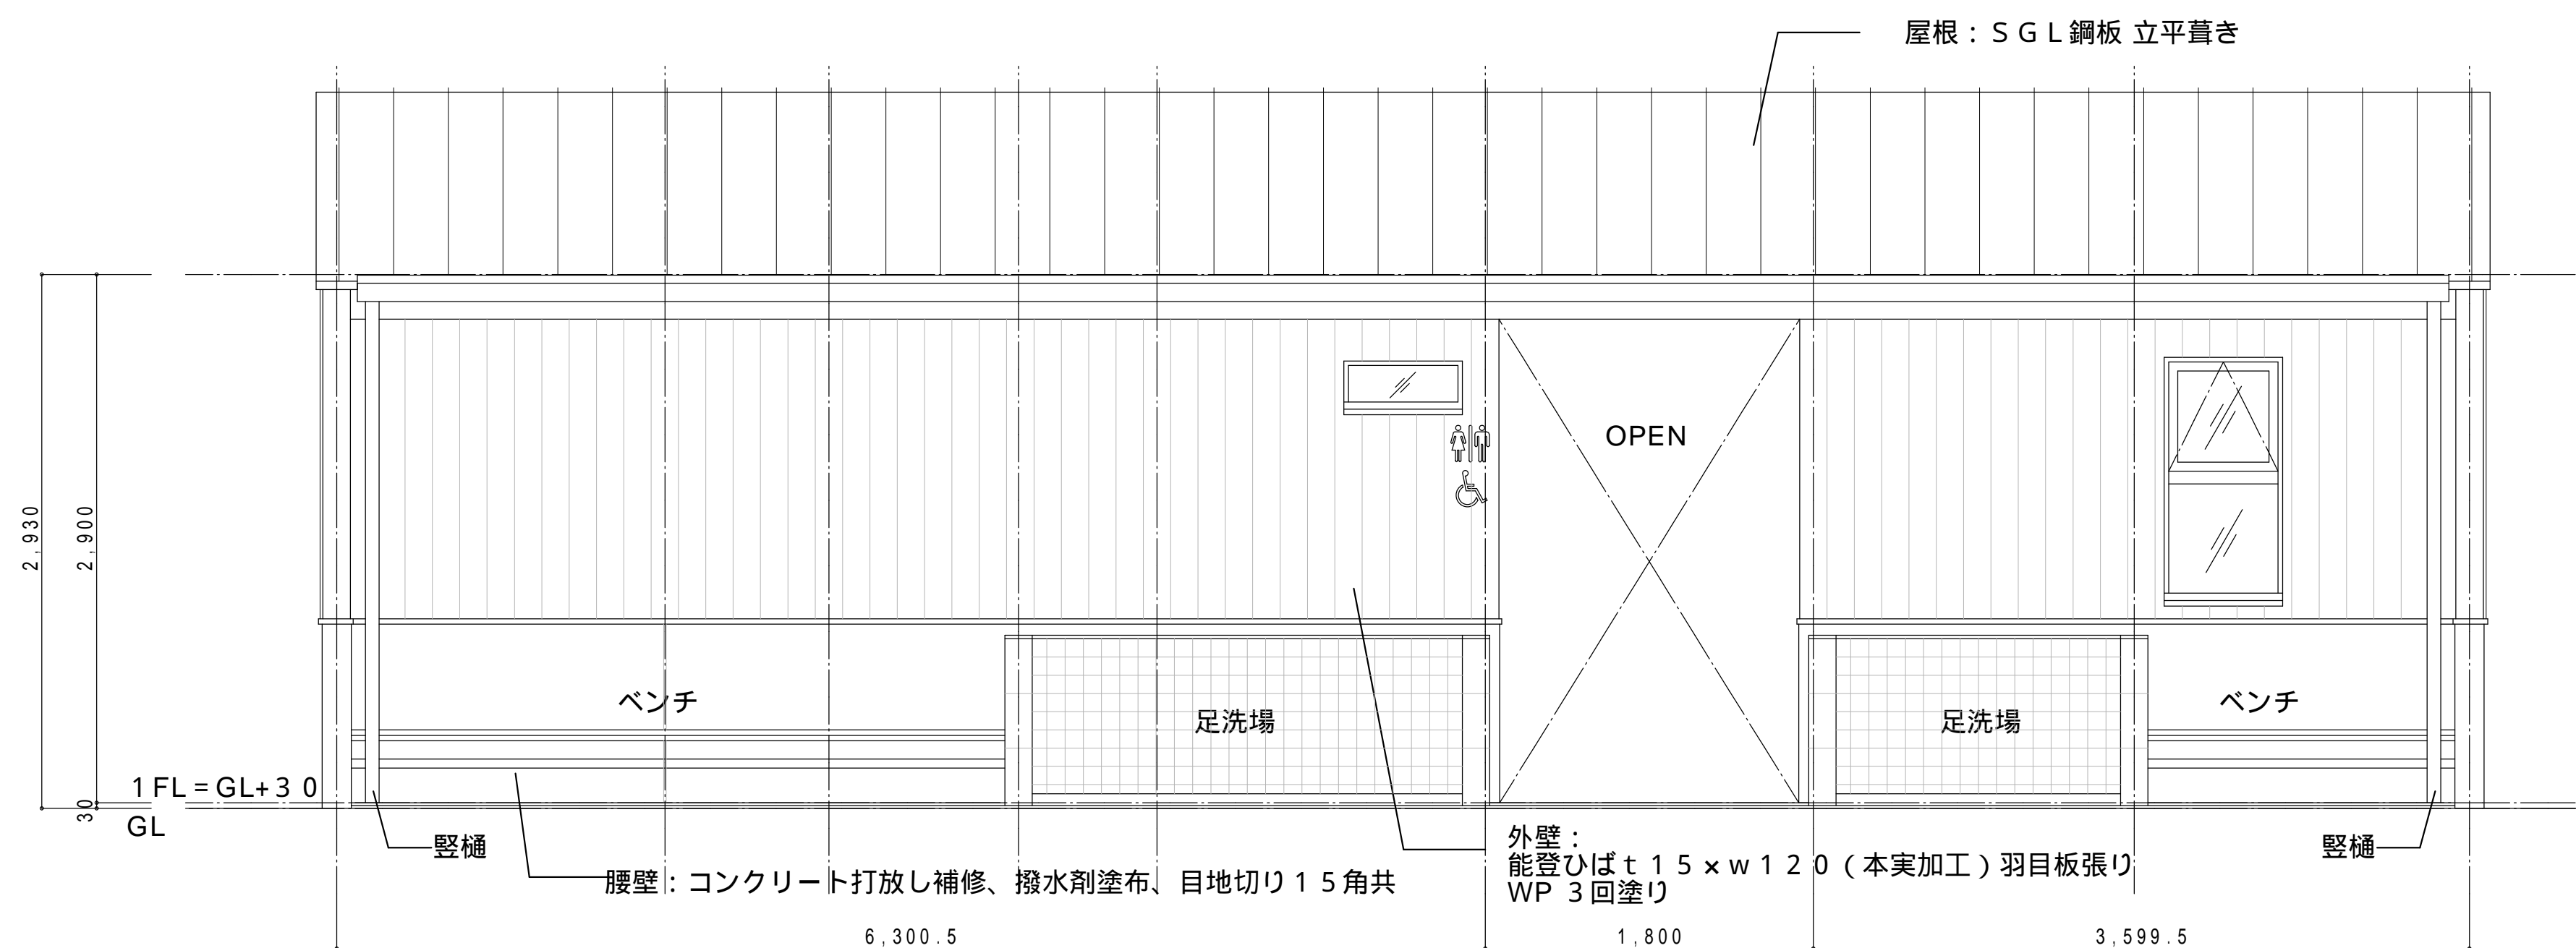 屋根：ＳＧＬ鋼板 立平葺き
OPEN
2,930
2,900
ベンチ
足洗場
足洗場
ベンチ
１FL＝GL+３０
30
GL
竪樋
腰壁：コンクリート打放し補修、撥水剤塗布、目地切り１５角共
外壁：
能登ひばｔ１５×ｗ１２０（本実加工）羽目板張り
WP ３回塗り
竪樋
6,300.5
1,800
3,599.5